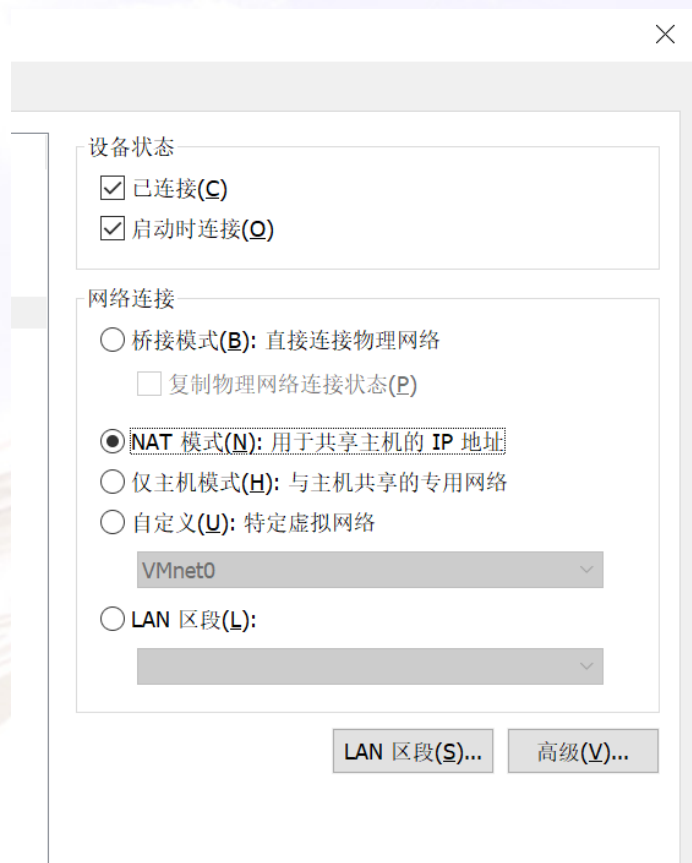 设备状态
已连接(C)
启动时连接(O)
网络连接
桥接模式(B): 直接连接物理网络
复制物理网络连接状态(P)
NAT 模式(N): 用于共享主机的 IP 地址
仅主机模式(H): 与主机共享的专用网络
自定义(U): 特定虚拟网络
VMnet0
LAN 区段(L):
LAN 区段(S)... 高级(V)...